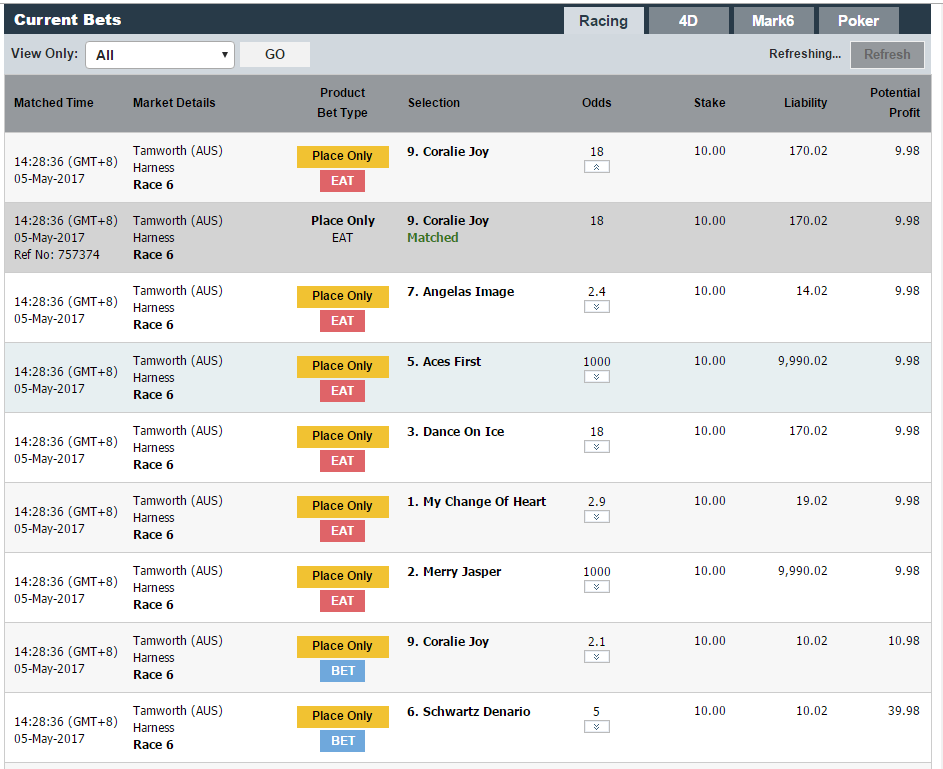 Current Bets Racing 4D Mark6 Poker
View Only: All GO Refreshing... Refresh
Matched Time Market Details Product Bet Type Selection Odds Stake Liability Potential Profit
14:28:36 (GMT+8)
05-May-2017
Tamworth (AUS)
Harness
Race 6
Place Only
EAT
9. Coralie Joy
18
10.00
170.02
9.98
14:28:36 (GMT+8)
05-May-2017
Ref No: 757374
Tamworth (AUS)
Harness
Race 6
Place Only
EAT
9. Coralie Joy
Matched
18
10.00
170.02
9.98
14:28:36 (GMT+8)
05-May-2017
Tamworth (AUS)
Harness
Race 6
Place Only
EAT
7. Angelas Image
2.4
10.00
14.02
9.98
14:28:36 (GMT+8)
05-May-2017
Tamworth (AUS)
Harness
Race 6
Place Only
EAT
5. Aces First
1000
10.00
9,990.02
9.98
14:28:36 (GMT+8)
05-May-2017
Tamworth (AUS)
Harness
Race 6
Place Only
EAT
3. Dance On Ice
18
10.00
170.02
9.98
14:28:36 (GMT+8)
05-May-2017
Tamworth (AUS)
Harness
Race 6
Place Only
EAT
1. My Change Of Heart
2.9
10.00
19.02
9.98
14:28:36 (GMT+8)
05-May-2017
Tamworth (AUS)
Harness
Race 6
Place Only
EAT
2. Merry Jasper
1000
10.00
9,990.02
9.98
14:28:36 (GMT+8)
05-May-2017
Tamworth (AUS)
Harness
Race 6
Place Only
BET
9. Coralie Joy
2.1
10.00
10.02
10.98
14:28:36 (GMT+8)
05-May-2017
Tamworth (AUS)
Harness
Race 6
Place Only
BET
6. Schwartz Denario
5
10.00
10.02
39.98